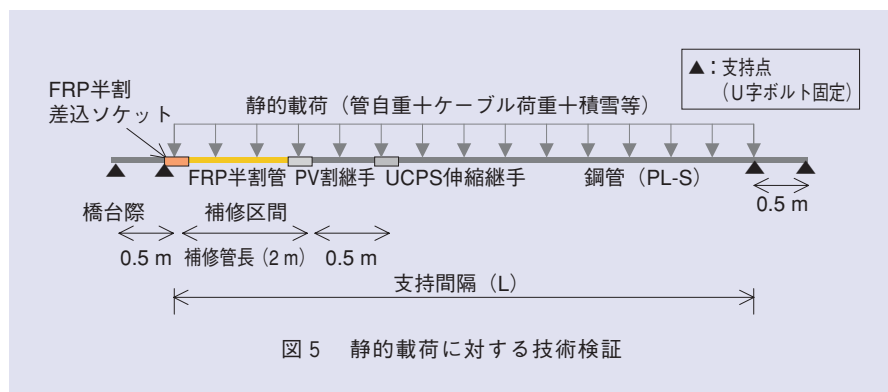 FRP半割
差込ソケット
静的載荷（管自重＋ケーブル荷重＋積雪等）
▲：支持点
（U字ボルト固定）
FRP半割管 PV割継手 UCPS伸縮継手 鋼管（PL-S）
橋台際 補修区間 0.5 m
0.5 m 補修管長（2 m） 0.5 m
支持間隔（L）
図5 静的載荷に対する技術検証